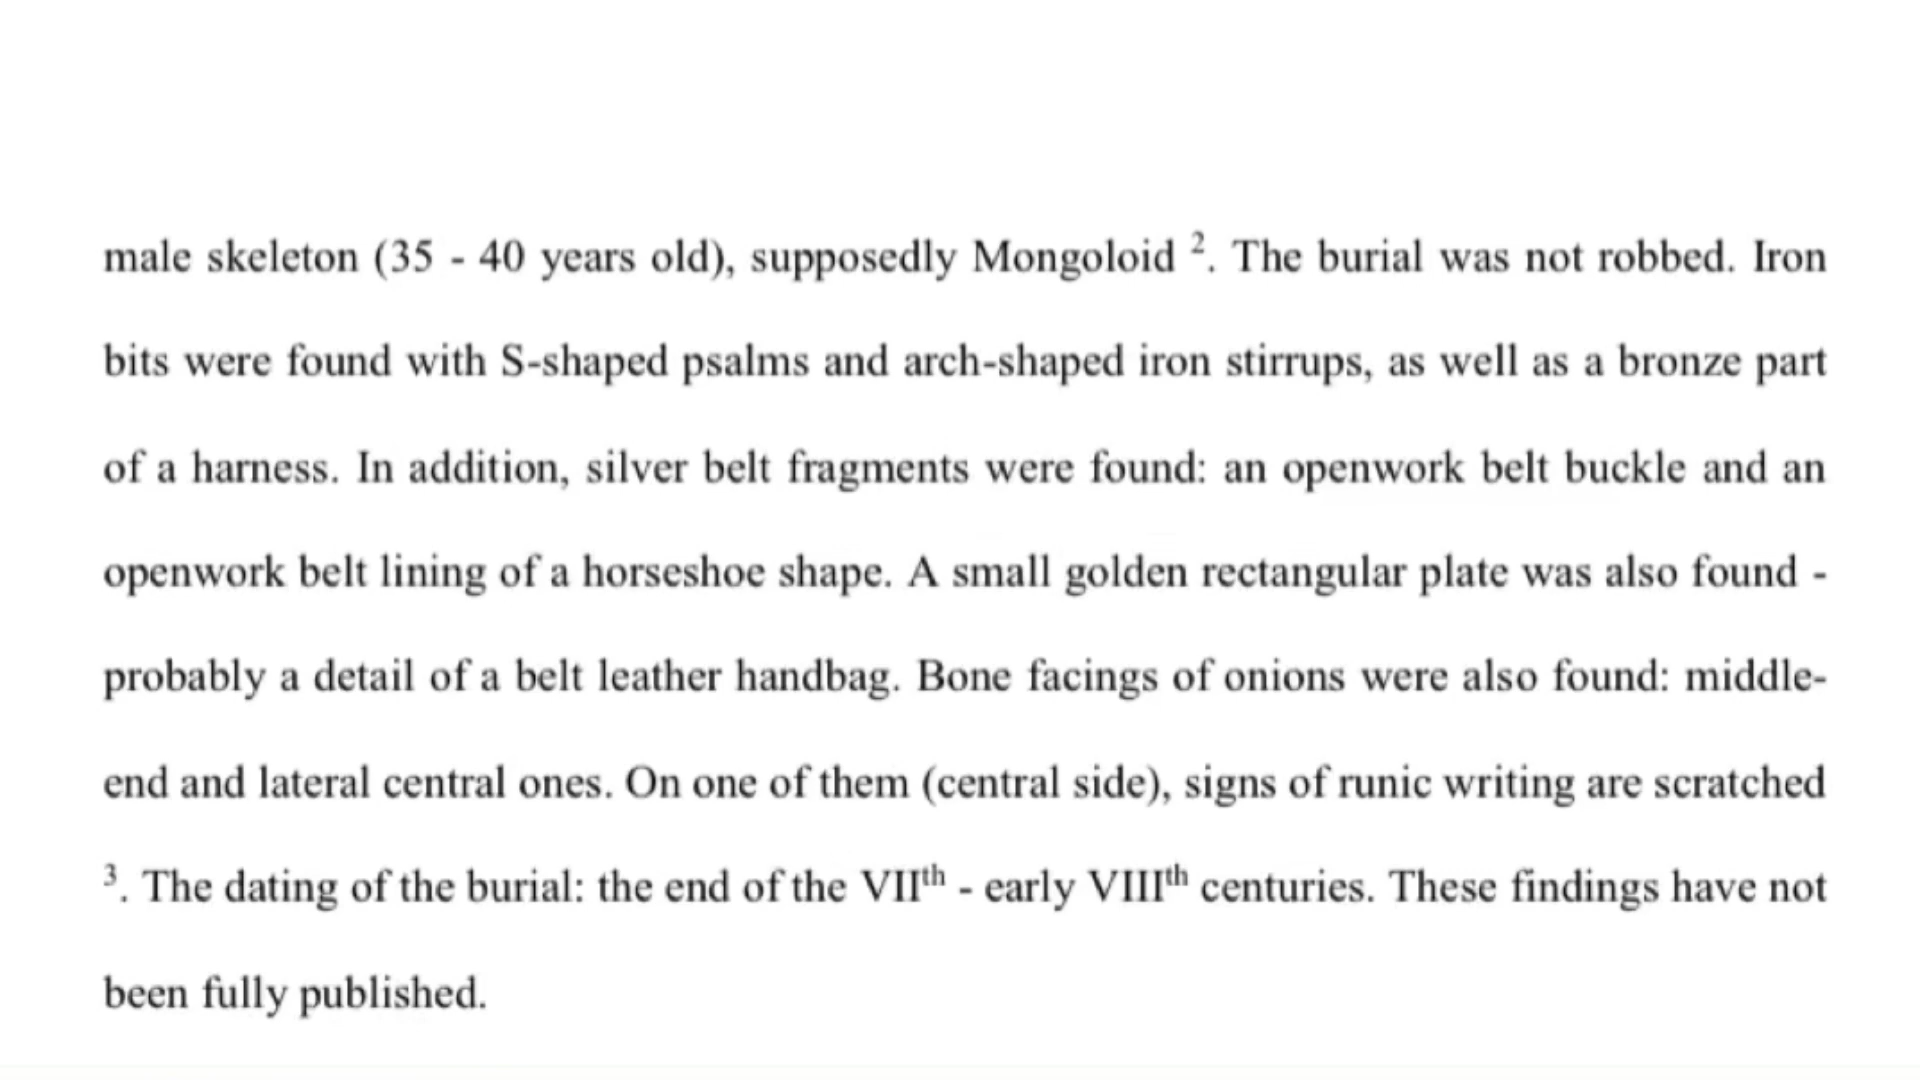 male skeleton (35 - 40 years old), supposedly Mongoloid ². The burial was not robbed. Iron
bits were found with S-shaped psalms and arch-shaped iron stirrups, as well as a bronze part
of a harness. In addition, silver belt fragments were found: an openwork belt buckle and an
openwork belt lining of a horseshoe shape. A small golden rectangular plate was also found -
probably a detail of a belt leather handbag. Bone facings of onions were also found: middle-
end and lateral central ones. On one of them (central side), signs of runic writing are scratched
³. The dating of the burial: the end of the VIIth - early VIIIth centuries. These findings have not
been fully published.